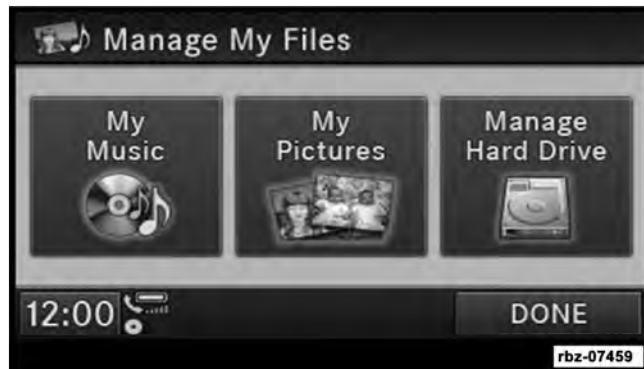 Manage My Files
My
Music
My
Pictures
Manage
Hard Drive
12:00
DONE
rbz-07459